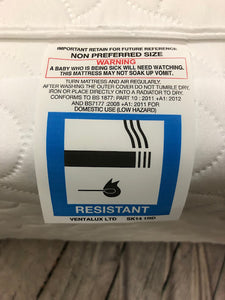 IMPORTANT RETAIN FOR FUTURE REFERENCE
NON PREFERRED SIZE
WARNING
A BABY WHO IS BEING SICK WILL NEED WATCHING.
THIS MATTRESS MAY NOT SOAK UP VOMIT.
TURN MATTRESS AND AIR REGULARLY.
AFTER WASHING THE OUTER COVER DO NOT TUMBLE DRY,
IRON OR PLACE DIRECTLY ONTO A RADIATOR TO DRY.
CONFORMS TO BS 1877: PART 10 : 2011 +A1: 2012
AND BS7177 :2008 +A1: 2011 FOR
DOMESTIC USE (LOW HAZARD)
RESISTANT
VENTALUX LTD SK14 1RD